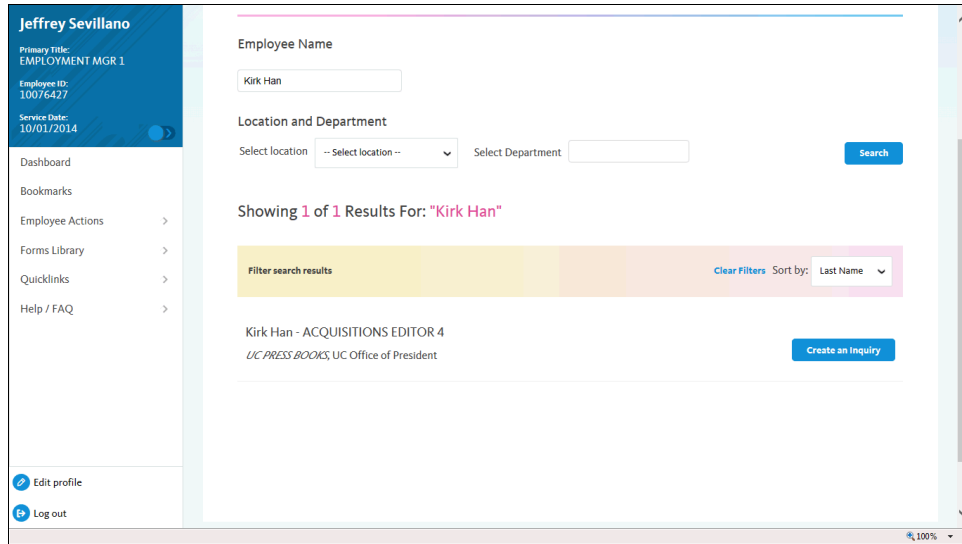 Jeffrey Sevillano
Primary Title:
EMPLOYMENT MGR 1
Employee ID:
10076427
Service Date:
10/01/2014
Dashboard
Bookmarks
Employee Actions
Forms Library
Quicklinks
Help / FAQ
Edit profile
Log out
Employee Name
Kirk Han
Location and Department
Select location -- Select location -- Select Department Search
Showing 1 of 1 Results For: "Kirk Han"
Filter search results Clear Filters Sort by: Last Name
Kirk Han - ACQUISITIONS EDITOR 4
UC PRESS BOOKS, UC Office of President
Create an Inquiry
100%